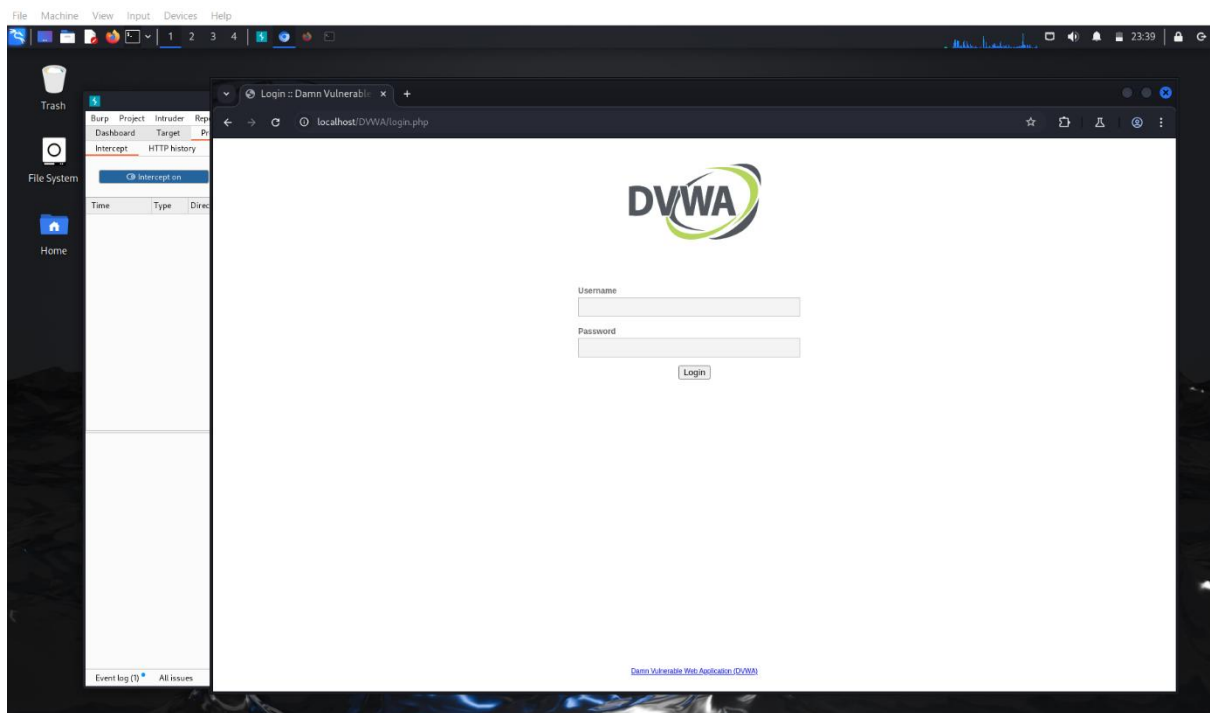 File Machine View Input Devices Help
1 2 3 4 23:39
Login :: Damn Vulnerable
localhost/DVWA/login.php
Trash
File System
Home
Burp Project Intruder Rep
Dashboard Target Pr
Intercept HTTP history
Intercept on
Time Type Direc
DVWA
Username
Password
Login
Damn Vulnerable Web Application (DVWA)
Event log (1) All issues